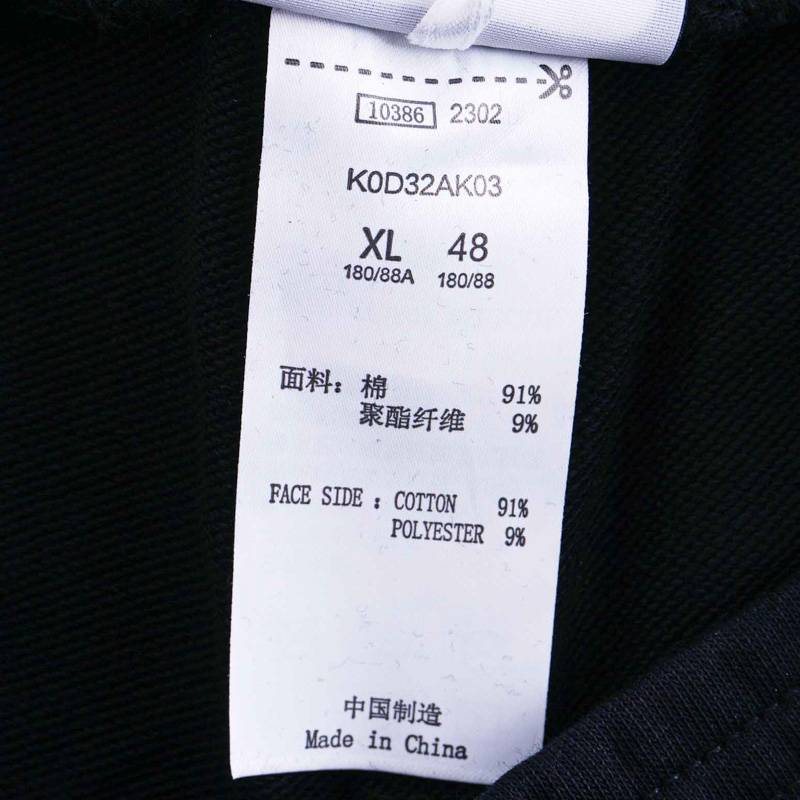 10386 2302
K0D32AK03
XL 48
180/88A 180/88
面料: 棉 91%
聚酯纤维 9%
FACE SIDE : COTTON 91%
POLYESTER 9%
中国制造
Made in China